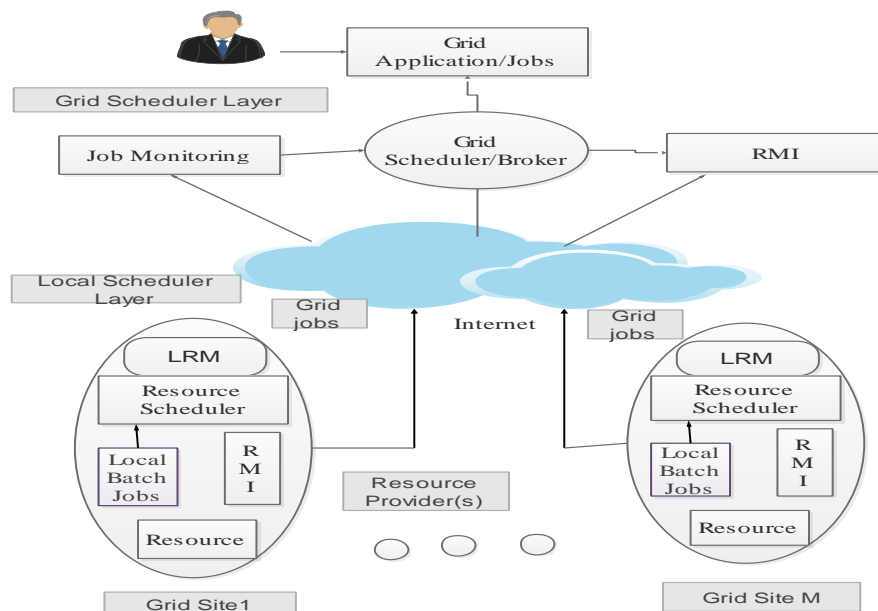 Grid
Application/Jobs
Grid Scheduler Layer
Job Monitoring
Grid
Scheduler/Broker
RMI
Local Scheduler
Layer
Grid
jobs
Internet
Grid
jobs
LRM
Resource
Scheduler
Local
Batch
Jobs
R
M
I
Resource
Grid Site1
Resource
Provider(s)
LRM
Resource
Scheduler
Local
Batch
Jobs
R
M
I
Resource
Grid Site M